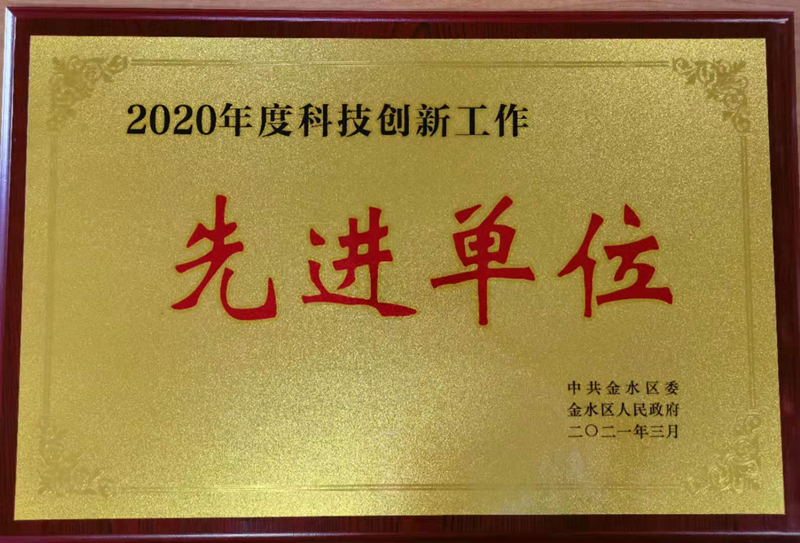 2020年度科技创新工作
先进单位
中共金水区委
金水区人民政府
二〇二一年三月